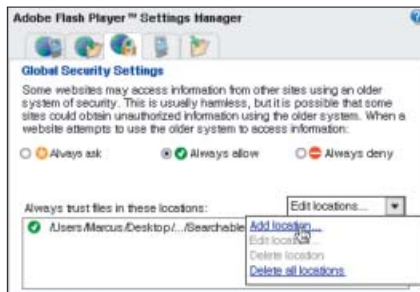 Adobe Flash Player™ Settings Manager
Global Security Settings
Some websites may access information from other sites using an older
system of security. This is usually harmless, but it is possible that some
sites could obtain unauthorized information using the older system. When a
website attempts to use the older system to access information:
Always ask Always allow Always deny
Always trust files in these locations:
Edit locations...
/Users/Marcus/Desktop/.../Searchable
Add location...
Edit location
Delete location
Delete all locations